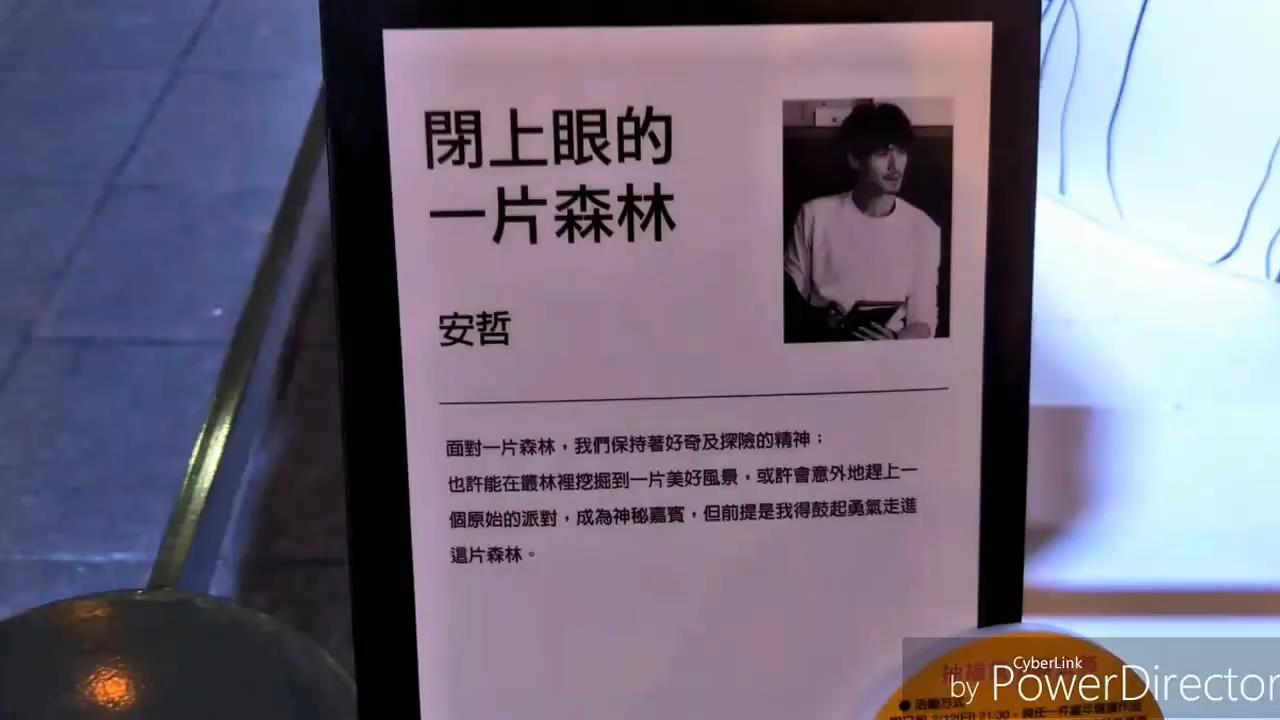 閉上眼的
一片森林
安哲
面對一片森林，我們保持著好奇及探險的精神；
也許能在叢林裡挖掘到一片美好風景，或許會意外地趕上一
個原始的派對，成為神秘嘉賓，但前提是我得鼓起勇氣走進
這片森林。
● 活動方式
CyberLink
by PowerDirector